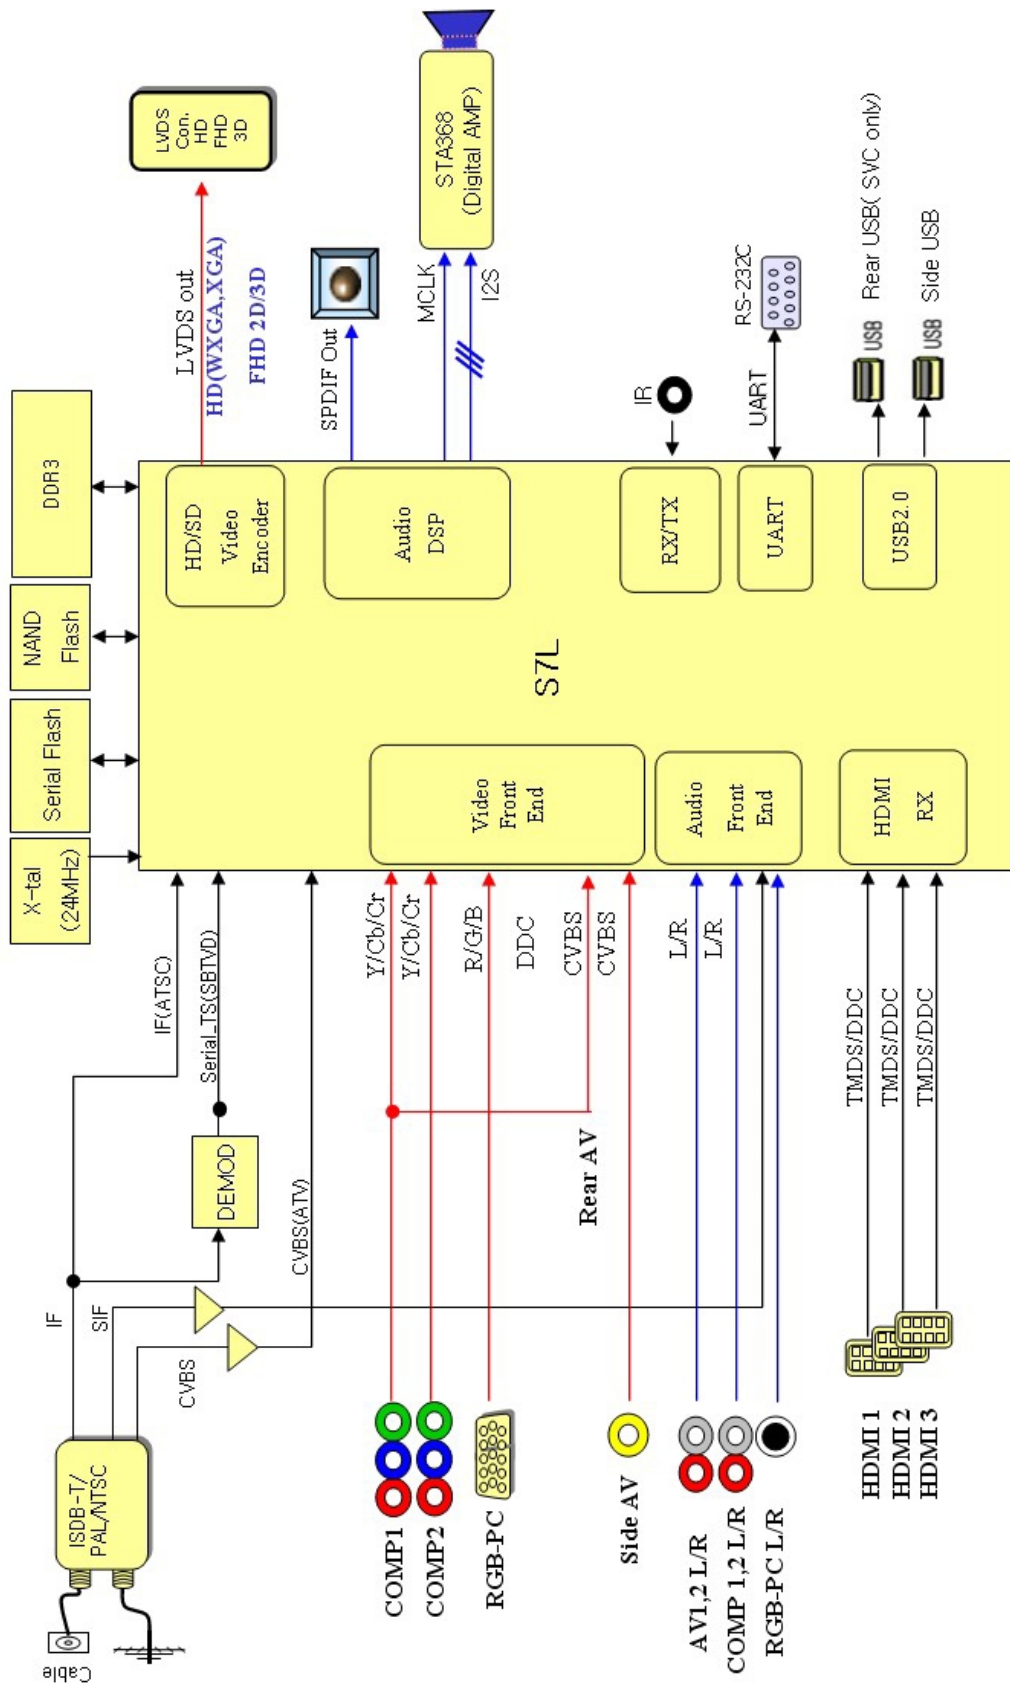 Cable
ISDB-T/
PAL/NTSC
IF
SIF
CVBS
DEMOD
IF(ATSC)
Serial_TS(SBTVD)
CVBS(ATV)
X-tal
(24MHz)
Serial Flash
NAND
Flash
DDR3
S7L
HD/SD
Video
Encoder
LVDS out
HD(WXGA,XGA)
FHD 2D/3D
LVDS
Con.
HD
FHD
3D
Audio
DSP
SPDIF Out
MCLK
I2S
STA368
(Digital AMP)
COMP1
COMP2
RGB-PC
Rear AV
Side AV
Y/Cb/Cr
Y/Cb/Cr
R/G/B
DDC
CVBS
CVBS
Video
Front
End
AV1,2 L/R
COMP 1,2 L/R
RGB-PC L/R
L/R
L/R
Audio
Front
End
RX/TX
IR
UART
UART
RS-232C
HDMI 1
HDMI 2
HDMI 3
TMDS/DDC
TMDS/DDC
TMDS/DDC
HDMI
RX
USB2.0
USB
Rear USB( SVC only)
USB
Side USB